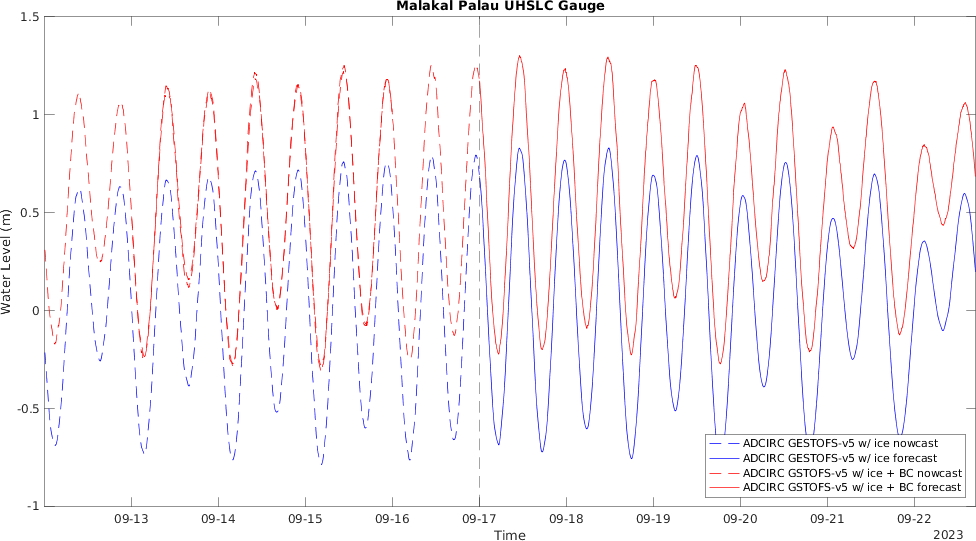 Malakal Palau UHSLC Gauge
1.5
1
0.5
0
-0.5
-1
Water Level (m)
ADCIRC GESTOFS-v5 w/ ice nowcast
ADCIRC GESTOFS-v5 w/ ice forecast
ADCIRC GSTOFS-v5 w/ ice + BC nowcast
ADCIRC GSTOFS-v5 w/ ice + BC forecast
09-13 09-14 09-15 09-16 09-17 09-18 09-19 09-20 09-21 09-22
Time
2023